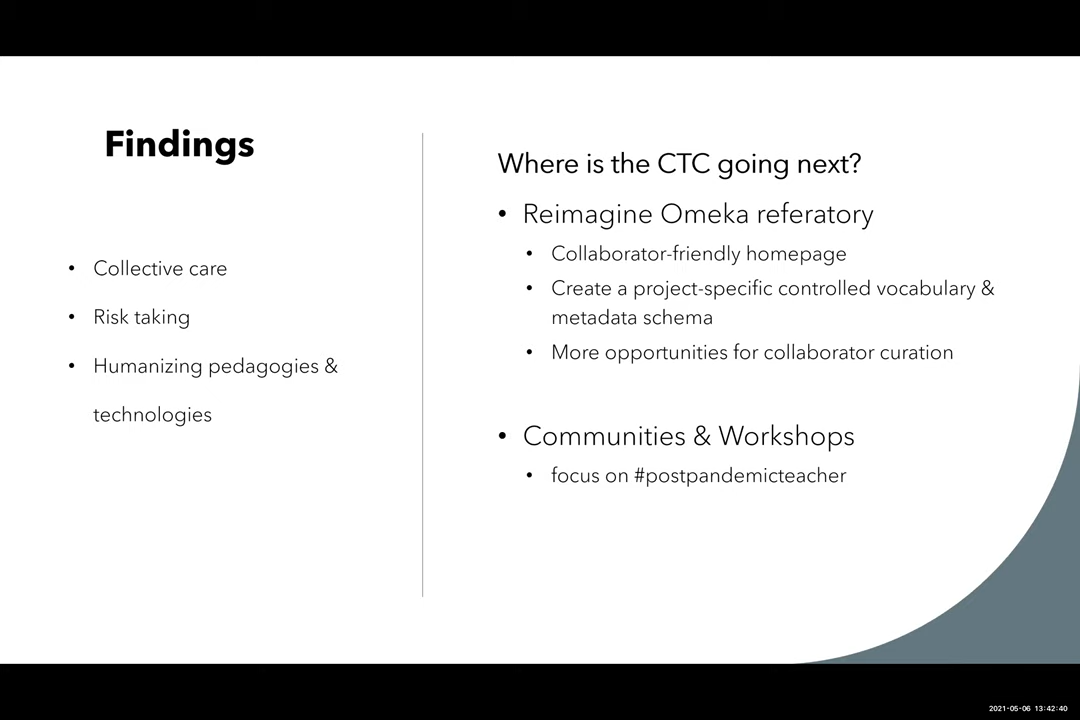 Findings
• Collective care
• Risk taking
• Humanizing pedagogies &
technologies
Where is the CTC going next?
• Reimagine Omeka referatory
• Collaborator-friendly homepage
• Create a project-specific controlled vocabulary &
metadata schema
• More opportunities for collaborator curation
• Communities & Workshops
• focus on #postpandemicteacher
2021-05-06 13:42:40